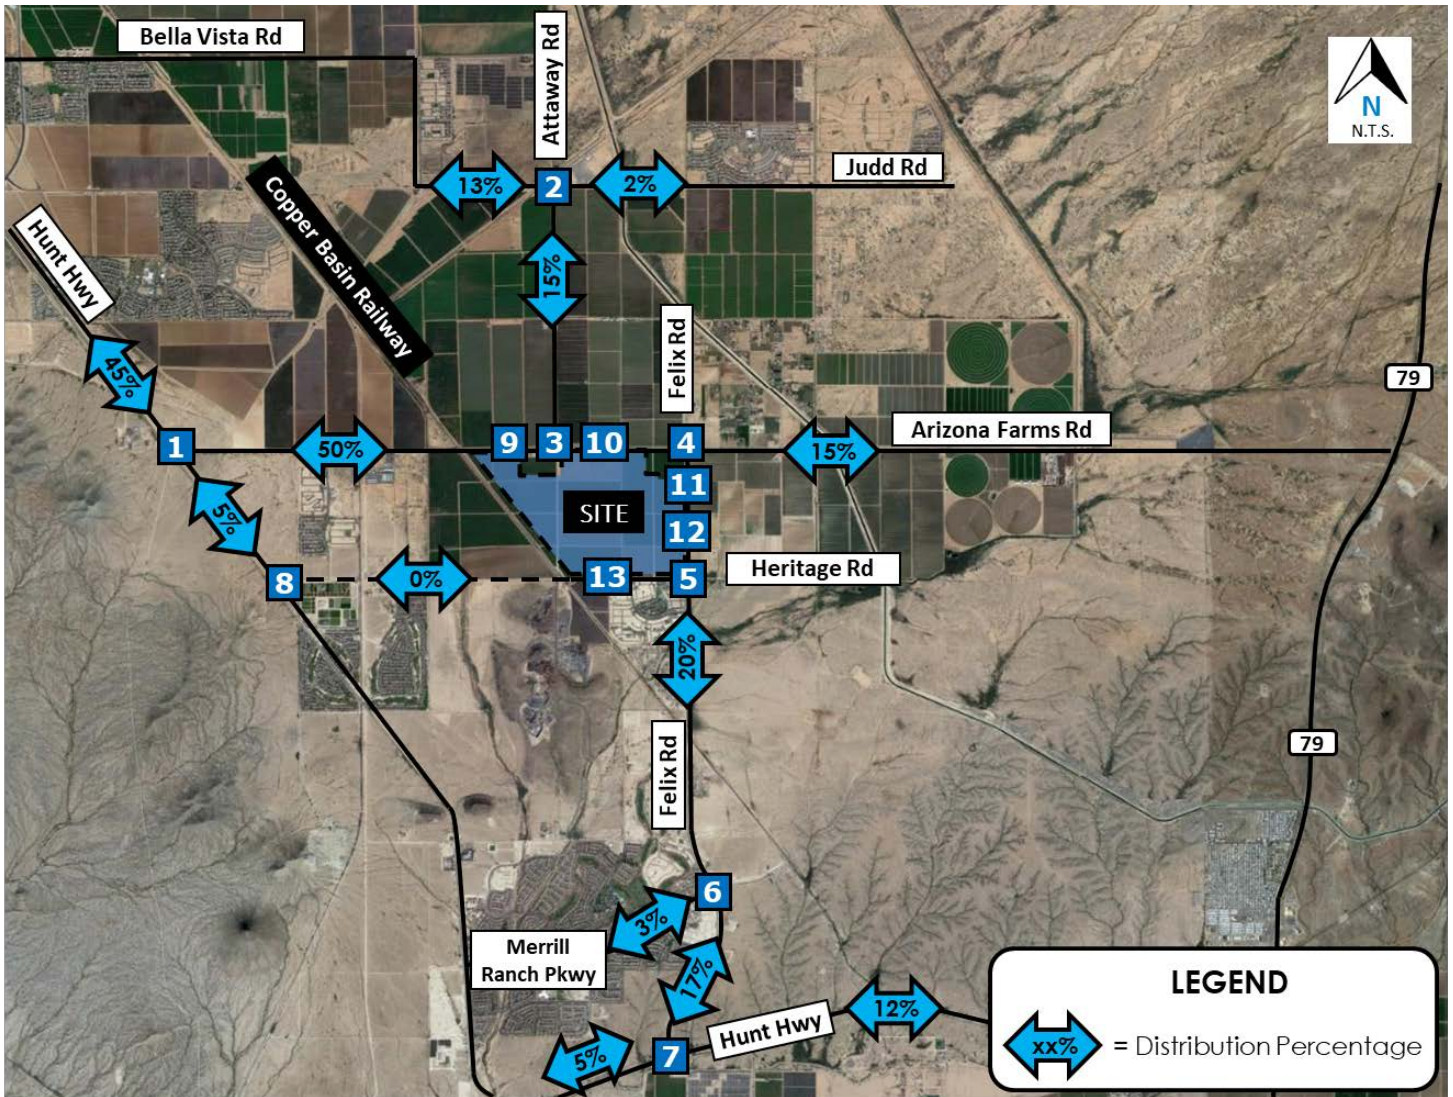 Bella Vista Rd
Attaway Rd
N
N.T.S.
Judd Rd
13%
2
2%
Copper Basin Railway
Hunt Hwy
15%
Felix Rd
45%
79
Arizona Farms Rd
1
50%
9
3
10
4
15%
11
5%
SITE
12
8
0%
13
5
Heritage Rd
20%
79
Felix Rd
6
3%
Merrill
Ranch Pkwy
17%
Hunt Hwy
12%
5%
7
LEGEND
xx%
= Distribution Percentage